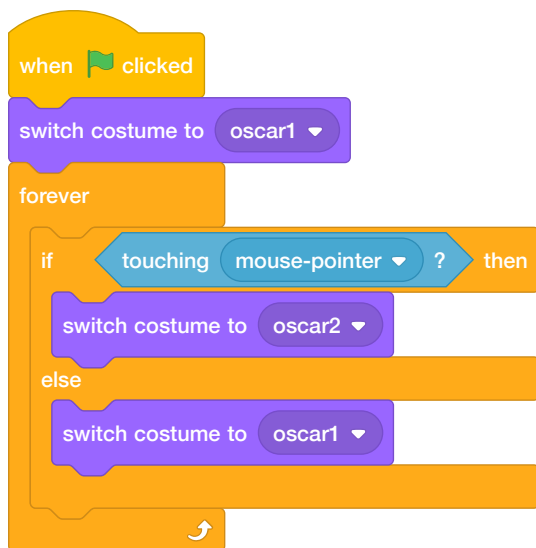 when clicked
switch costume to oscar1
forever
if touching mouse-pointer ? then
switch costume to oscar2
else
switch costume to oscar1